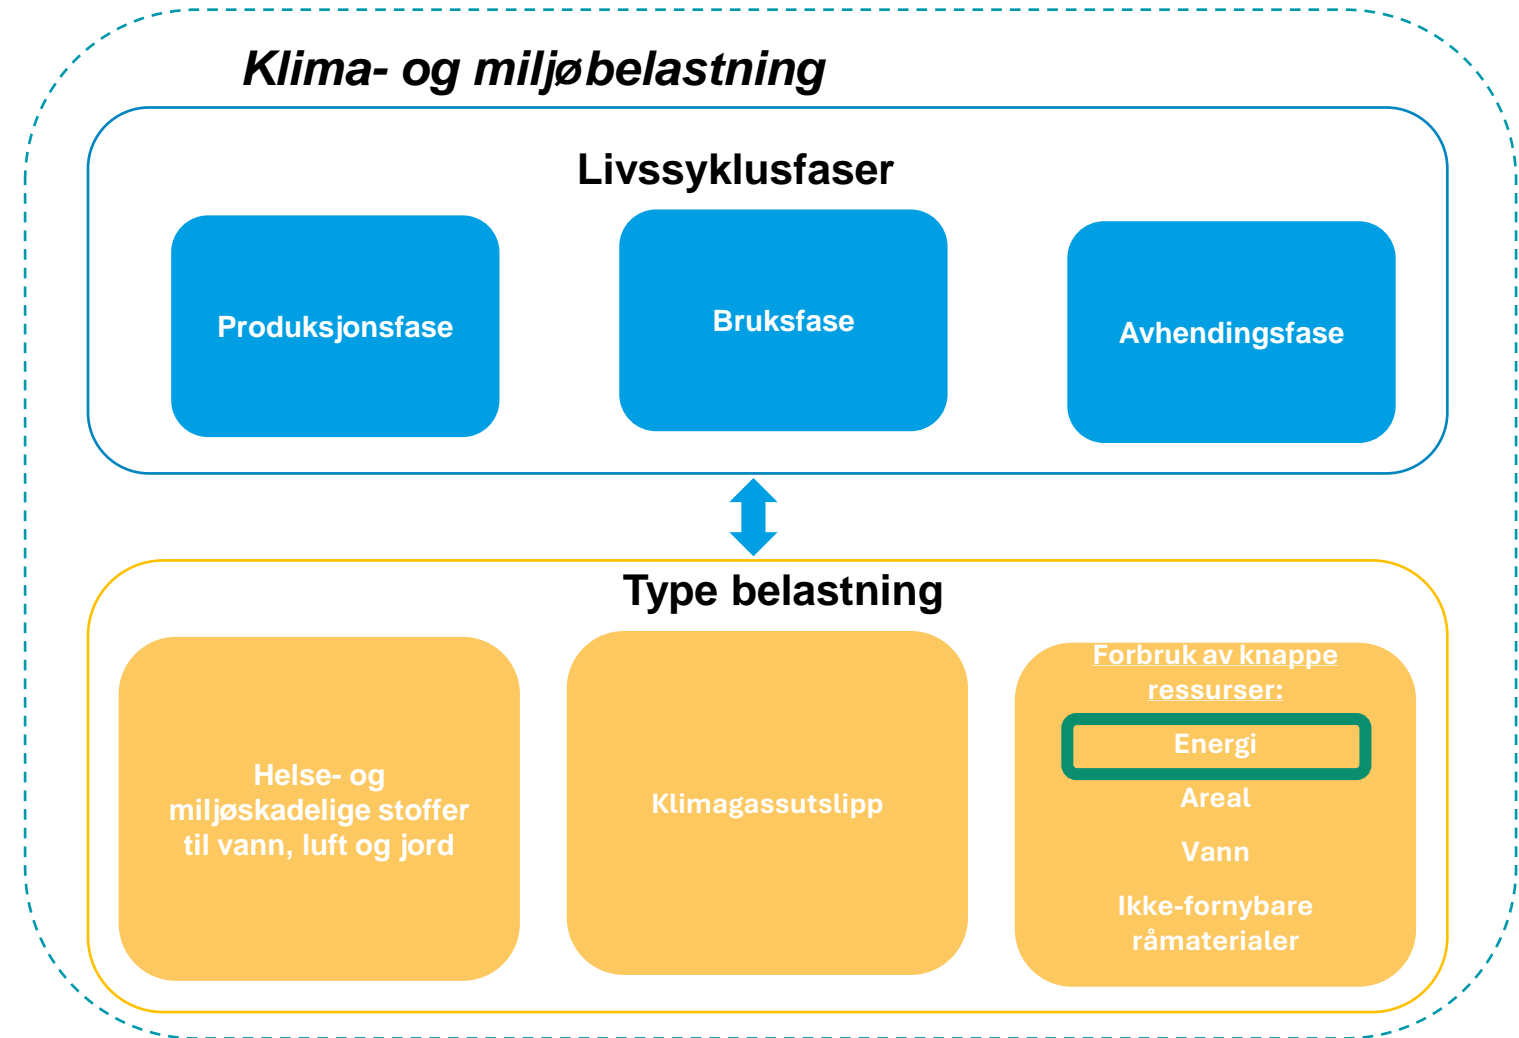 Klima- og miljøbelastning
Livssyklusfaser
Produksjonsfase
Bruksfase
Avhendingsfase
Type belastning
Helse- og
miljøskadelige stoffer
til vann, luft og jord
Klimagassutslipp
Forbruk av knappe
ressurser:
Energi
Areal
Vann
Ikke-fornybare
råmaterialer